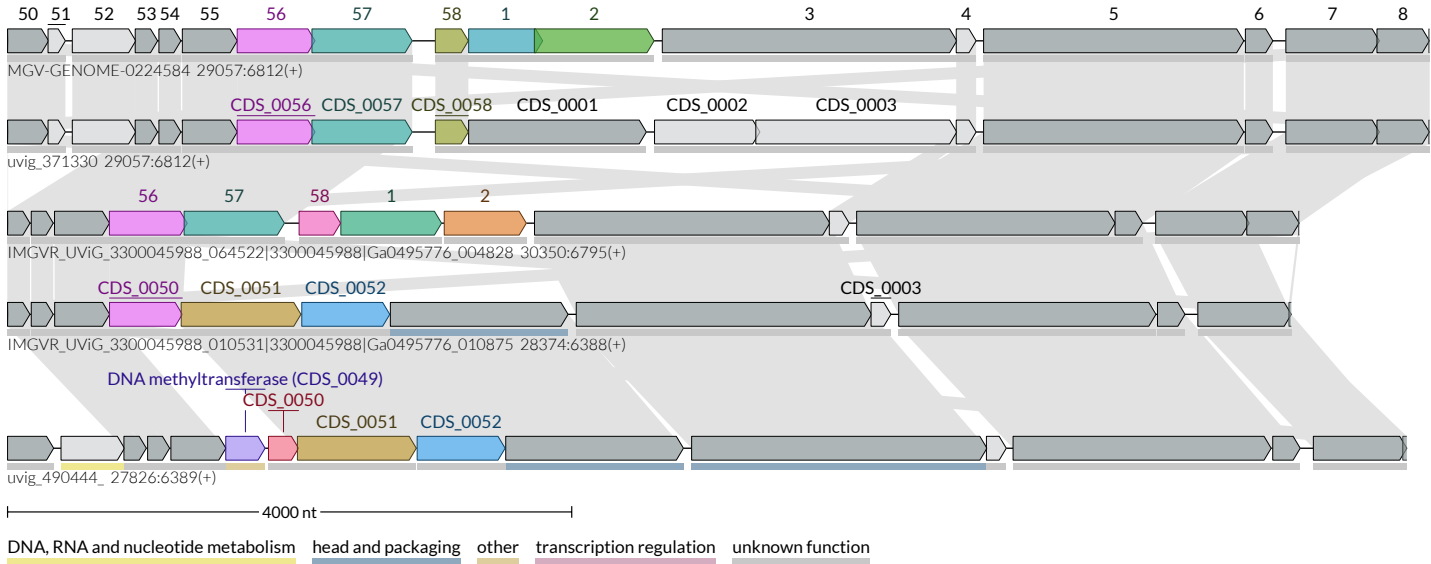 50 51 52 53 54 55 56 57 58 1 2 3 4 5 6 7 8
MGV-GENOME-0224584 29057:6812(+)
CDS_0056 CDS_0057 CDS_0058 CDS_0001 CDS_0002 CDS_0003
uvig_371330 29057:6812(+)
56 57 58 1 2
IMGVR_UViG_3300045988_064522|3300045988|Ga0495776_004828 30350:6795(+)
CDS_0050 CDS_0051 CDS_0052 CDS_0003
IMGVR_UViG_3300045988_010531|3300045988|Ga0495776_010875 28374:6388(+)
DNA methyltransferase (CDS_0049)
CDS_0050
CDS_0051 CDS_0052
uvig_490444_ 27826:6389(+)
4000 nt
DNA, RNA and nucleotide metabolism head and packaging other transcription regulation unknown function